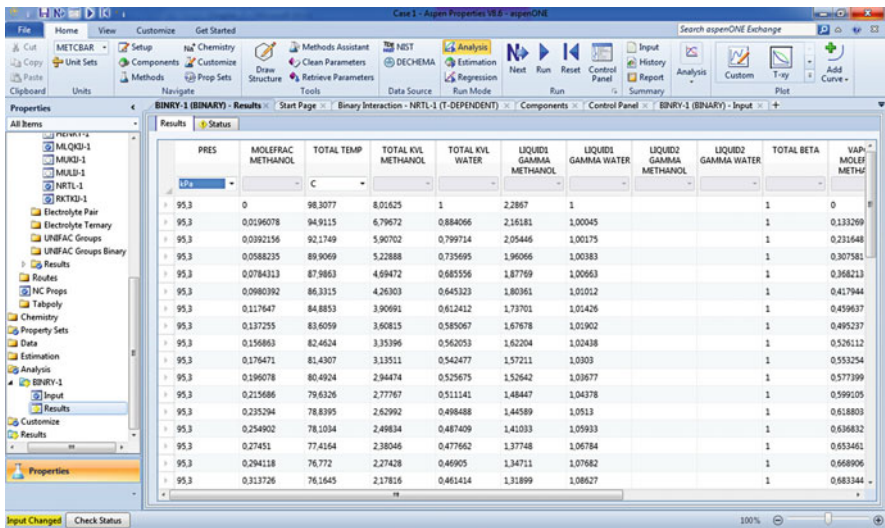 Case 1 - Aspen Properties V8.6 - aspenONE
File Home View Customize Get Started Search aspenONE Exchange
Cut METCBAR Setup Chemistry Methods Assistant NIST Analysis Input
Copy Unit Sets Components Customize Draw Structure Clean Parameters DECHEMA Estimation Next Run Reset Control Panel History Analysis Custom T-xy Add Curve
Paste Methods Prop Sets Retrieve Parameters Regression Report
Clipboard Units Navigate Tools Data Source Run Mode Run Summary Plot
Properties BINRY-1 (BINARY) - Results Start Page Binary Interaction - NRTL-1 (T-DEPENDENT) Components Control Panel BINRY-1 (BINARY) - Input +
All Items Results Status
MLQKIJ-1
MUKIJ-1
MULIJ-1
NRTL-1
RKTKIJ-1
Electrolyte Pair
Electrolyte Ternary
UNIFAC Groups
UNIFAC Groups Binary
Results
Routes
NC Props
Tabpoly
Chemistry
Property Sets
Data
Estimation
Analysis
BINRY-1
Input
Results
Customize
Results
Properties
PRES MOLEFRAC METHANOL TOTAL TEMP TOTAL KVL METHANOL TOTAL KVL WATER LIQUID1 GAMMA METHANOL LIQUID1 GAMMA WATER LIQUID2 GAMMA METHANOL LIQUID2 GAMMA WATER TOTAL BETA VAP MOLEF METHA
kPa C
95,3 0 98,3077 8,01625 1 2,2867 1 1 0
95,3 0,0196078 94,9115 6,79672 0,884066 2,16181 1,00045 1 0,133269
95,3 0,0392156 92,1749 5,90702 0,799714 2,05446 1,00175 1 0,231648
95,3 0,0588235 89,9069 5,22888 0,735695 1,96066 1,00383 1 0,307581
95,3 0,0784313 87,9863 4,69472 0,685556 1,87769 1,00663 1 0,368213
95,3 0,0980392 86,3315 4,26303 0,645323 1,80361 1,01012 1 0,417944
95,3 0,117647 84,8853 3,90691 0,612412 1,73701 1,01426 1 0,459637
95,3 0,137255 83,6059 3,60815 0,585067 1,67678 1,01902 1 0,495237
95,3 0,156863 82,4624 3,35396 0,562053 1,62204 1,02438 1 0,526112
95,3 0,176471 81,4307 3,13511 0,542477 1,57211 1,0303 1 0,553254
95,3 0,196078 80,4924 2,94474 0,525675 1,52642 1,03677 1 0,577399
95,3 0,215686 79,6326 2,77767 0,511141 1,48447 1,04378 1 0,599105
95,3 0,235294 78,8395 2,62992 0,498488 1,44589 1,0513 1 0,618803
95,3 0,254902 78,1034 2,49834 0,487409 1,41033 1,05933 1 0,636832
95,3 0,27451 77,4164 2,38046 0,477662 1,37748 1,06784 1 0,653461
95,3 0,294118 76,772 2,27428 0,46905 1,34711 1,07682 1 0,668906
95,3 0,313726 76,1645 2,17816 0,461414 1,31899 1,08627 1 0,683344
Input Changed Check Status 100%